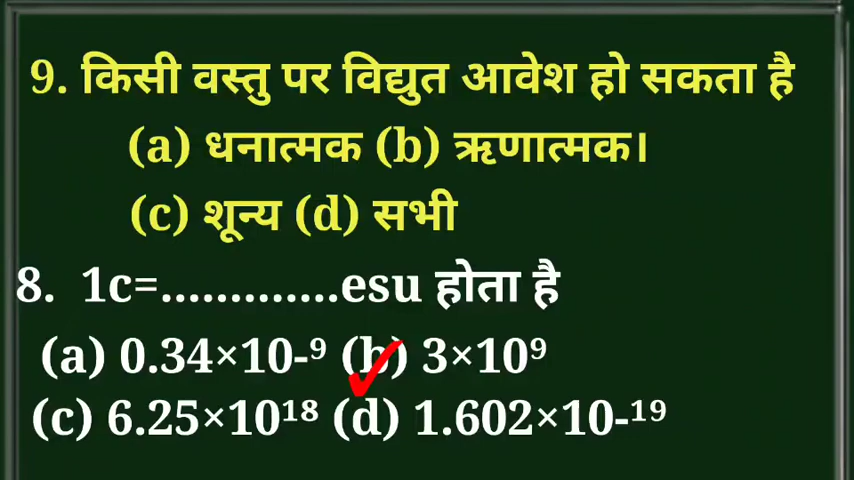 9. किसी वस्तु पर विद्युत आवेश हो सकता है
(a) धनात्मक (b) ऋणात्मक।
(c) शून्य (d) सभी
8. 1c=.............esu होता है
(a) 0.34×10-⁹ (b) 3×10⁹
(c) 6.25×10¹⁸ (d) 1.602×10-¹⁹